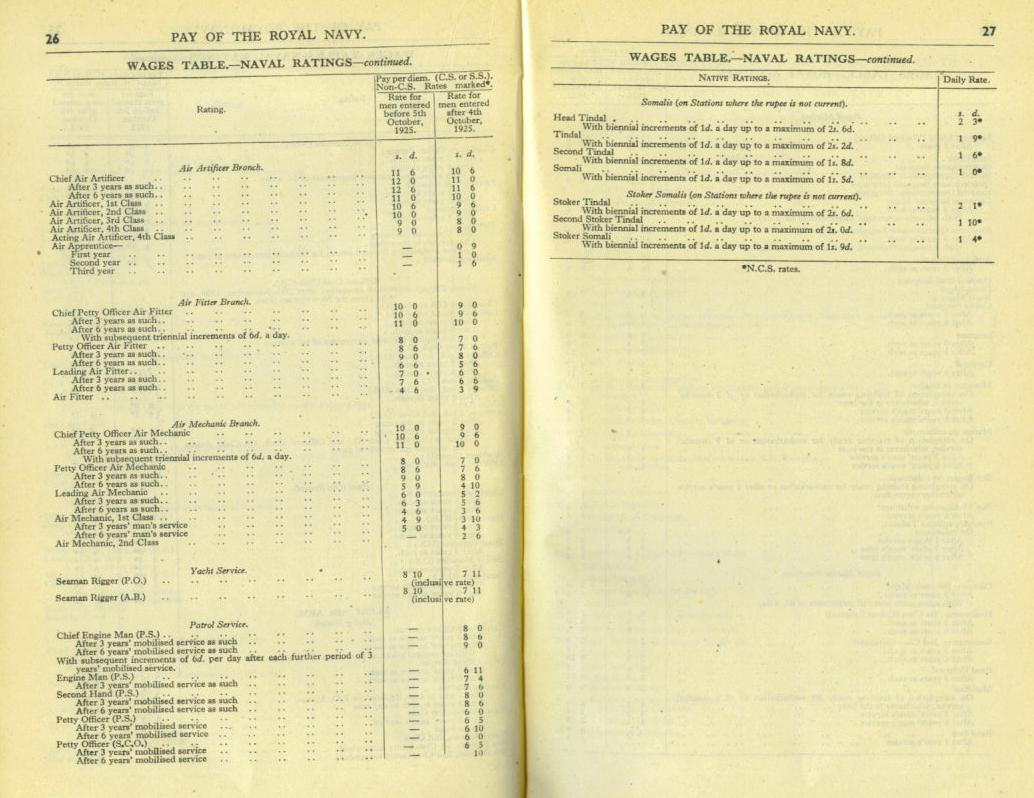 26
PAY OF THE ROYAL NAVY.
WAGES TABLE.—NAVAL RATINGS—continued.
Rating.
Pay per diem. (C.S. or S.S.). Non-C.S. Rates marked*.
Rate for men entered before 5th October, 1925.
Rate for men entered after 4th October, 1925.
s. d. s. d.
Air Artificer Branch.
Chief Air Artificer .. 11 6 10 6
After 3 years as such.. 12 0 11 0
After 6 years as such.. 12 6 11 6
Air Artificer, 1st Class .. 11 0 10 0
Air Artificer, 2nd Class .. 10 6 9 6
Air Artificer, 3rd Class .. 10 0 9 0
Air Artificer, 4th Class .. 9 0 8 0
Acting Air Artificer, 4th Class .. 9 0 8 0
Air Apprentice—
First year .. — 0 9
Second year .. — 1 0
Third year .. — 1 6
Air Fitter Branch.
Chief Petty Officer Air Fitter .. 10 0 9 0
After 3 years as such.. 10 6 9 6
After 6 years as such.. 11 0 10 0
With subsequent triennial increments of 6d. a day.
Petty Officer Air Fitter .. 8 0 7 0
After 3 years as such.. 8 6 7 6
After 6 years as such.. 9 0 8 0
Leading Air Fitter.. 6 6 5 6
After 3 years as such.. 7 0 6 0
After 6 years as such.. 7 6 6 6
Air Fitter .. 4 6 3 9
Air Mechanic Branch.
Chief Petty Officer Air Mechanic .. 10 0 9 0
After 3 years as such.. 10 6 9 6
After 6 years as such.. 11 0 10 0
With subsequent triennial increments of 6d. a day.
Petty Officer Air Mechanic .. 8 0 7 0
After 3 years as such.. 8 6 7 6
After 6 years as such.. 9 0 8 0
Leading Air Mechanic .. 5 9 4 10
After 3 years as such.. 6 0 5 2
After 6 years as such.. 6 3 5 6
Air Mechanic, 1st Class .. 4 6 3 6
After 3 years' man's service .. 4 9 3 10
After 6 years' man's service .. 5 0 4 3
Air Mechanic, 2nd Class .. — 2 6
Yacht Service.
Seaman Rigger (P.O.) .. 8 10 7 11
(inclusive rate)
Seaman Rigger (A.B.) .. 8 10 7 11
(inclusive rate)
Patrol Service.
Chief Engine Man (P.S.) .. — 8 0
After 3 years' mobilised service as such .. — 8 6
After 6 years' mobilised service as such .. — 9 0
With subsequent increments of 6d. per day after each further period of 3
years' mobilised service.
Engine Man (P.S.) .. — 6 11
After 3 years' mobilised service as such .. — 7 4
Second Hand (P.S.) .. — 7 6
After 3 years' mobilised service as such .. — 8 0
After 6 years' mobilised service as such .. — 8 6
Petty Officer (P.S.) .. — 6 0
After 3 years' mobilised service .. — 6 5
After 6 years' mobilised service .. — 6 10
Petty Officer (S.C.O.) .. — 6 0
After 3 years' mobilised service .. — 6 5
After 6 years' mobilised service .. 10
PAY OF THE ROYAL NAVY.
27
WAGES TABLE.—NAVAL RATINGS—continued.
Native Ratings. Daily Rate.
Somalis (on Stations where the rupee is not current).
s. d.
Head Tindal .. 2 3*
With biennial increments of 1d. a day up to a maximum of 2s. 6d.
Tindal .. 1 9*
With biennial increments of 1d. a day up to a maximum of 2s. 2d.
Second Tindal .. 1 6*
With biennial increments of 1d. a day up to a maximum of 1s. 8d.
Somali .. 1 0*
With biennial increments of 1d. a day up to a maximum of 1s. 5d.
Stoker Somalis (on Stations where the rupee is not current).
Stoker Tindal .. 2 1*
With biennial increments of 1d. a day up to a maximum of 2s. 6d.
Second Stoker Tindal .. 1 10*
With biennial increments of 1d. a day up to a maximum of 2s. 0d.
Stoker Somali .. 1 4*
With biennial increments of 1d. a day up to a maximum of 1s. 9d.
*N.C.S. rates.